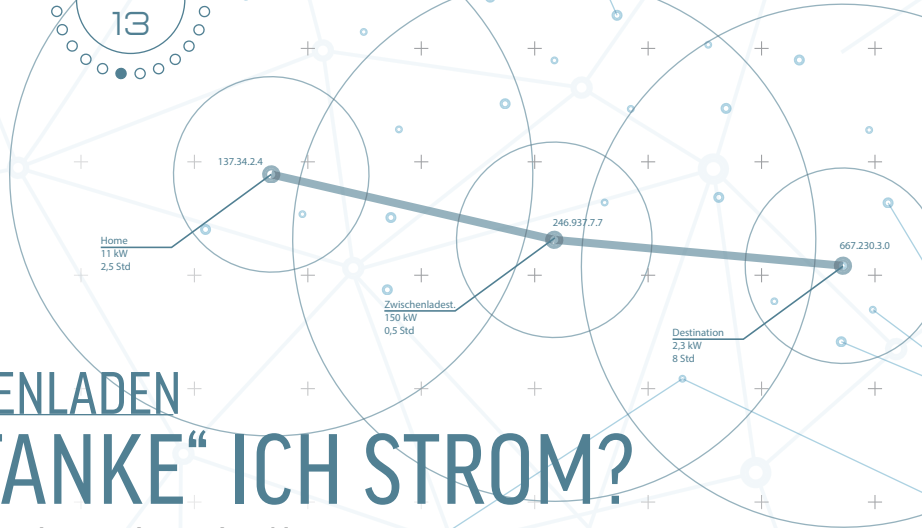 13
137.34.2.4
246.937.7.7
667.230.3.0
Home
11 kW
2,5 Std
Zwischenladest.
150 kW
0,5 Std
Destination
2,3 kW
8 Std
ENLADEN
TANKE“ ICH STROM?